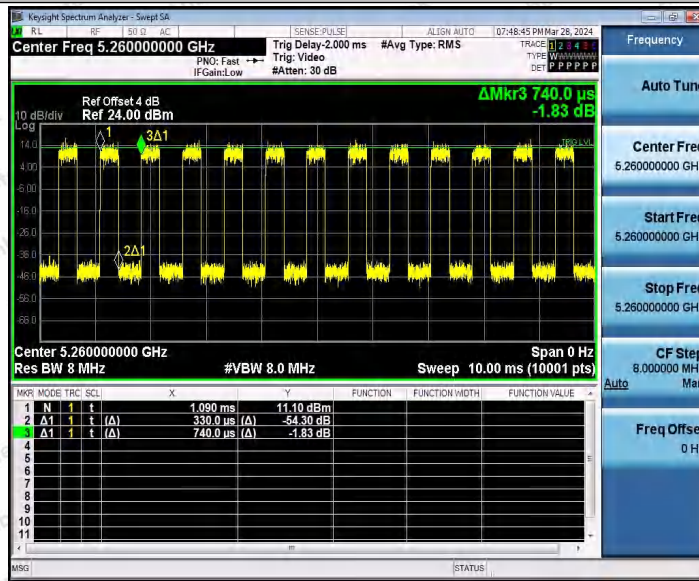 Keysight Spectrum Analyzer - Swept SA
RL RF 50 Ω AC SENSE:PULSE ALIGN AUTO 07:48:45 PM Mar 28, 2024
Center Freq 5.260000000 GHz Trig Delay-2.000 ms #Avg Type: RMS TRACE 1 2 3 4 5 6
PNO: Fast Trig: Video TYPE W
IFGain:Low #Atten: 30 dB DET P P P P P P
ΔMkr3 740.0 µs
-1.83 dB
Ref Offset 4 dB
10 dB/div Ref 24.00 dBm
Log
14.0
4.00
-6.00
-16.0
-26.0
-36.0
-46.0
-56.0
-66.0
1
3Δ1
2Δ1
TRIG LVL
Center 5.260000000 GHz Span 0 Hz
Res BW 8 MHz #VBW 8.0 MHz Sweep 10.00 ms (10001 pts)
MKR MODE TRC SCL X Y FUNCTION FUNCTION WIDTH FUNCTION VALUE
1 N 1 t 1.090 ms 11.10 dBm
2 Δ1 1 t (Δ) 330.0 µs (Δ) -54.30 dB
3 Δ1 1 t (Δ) 740.0 µs (Δ) -1.83 dB
4
5
6
7
8
9
10
11
MSG STATUS
Frequency
Auto Tun
Center Fre
5.260000000 GH
Start Fre
5.260000000 GH
Stop Fre
5.260000000 GH
CF Ste
8.000000 MH
Auto Ma
Freq Offse
0 H